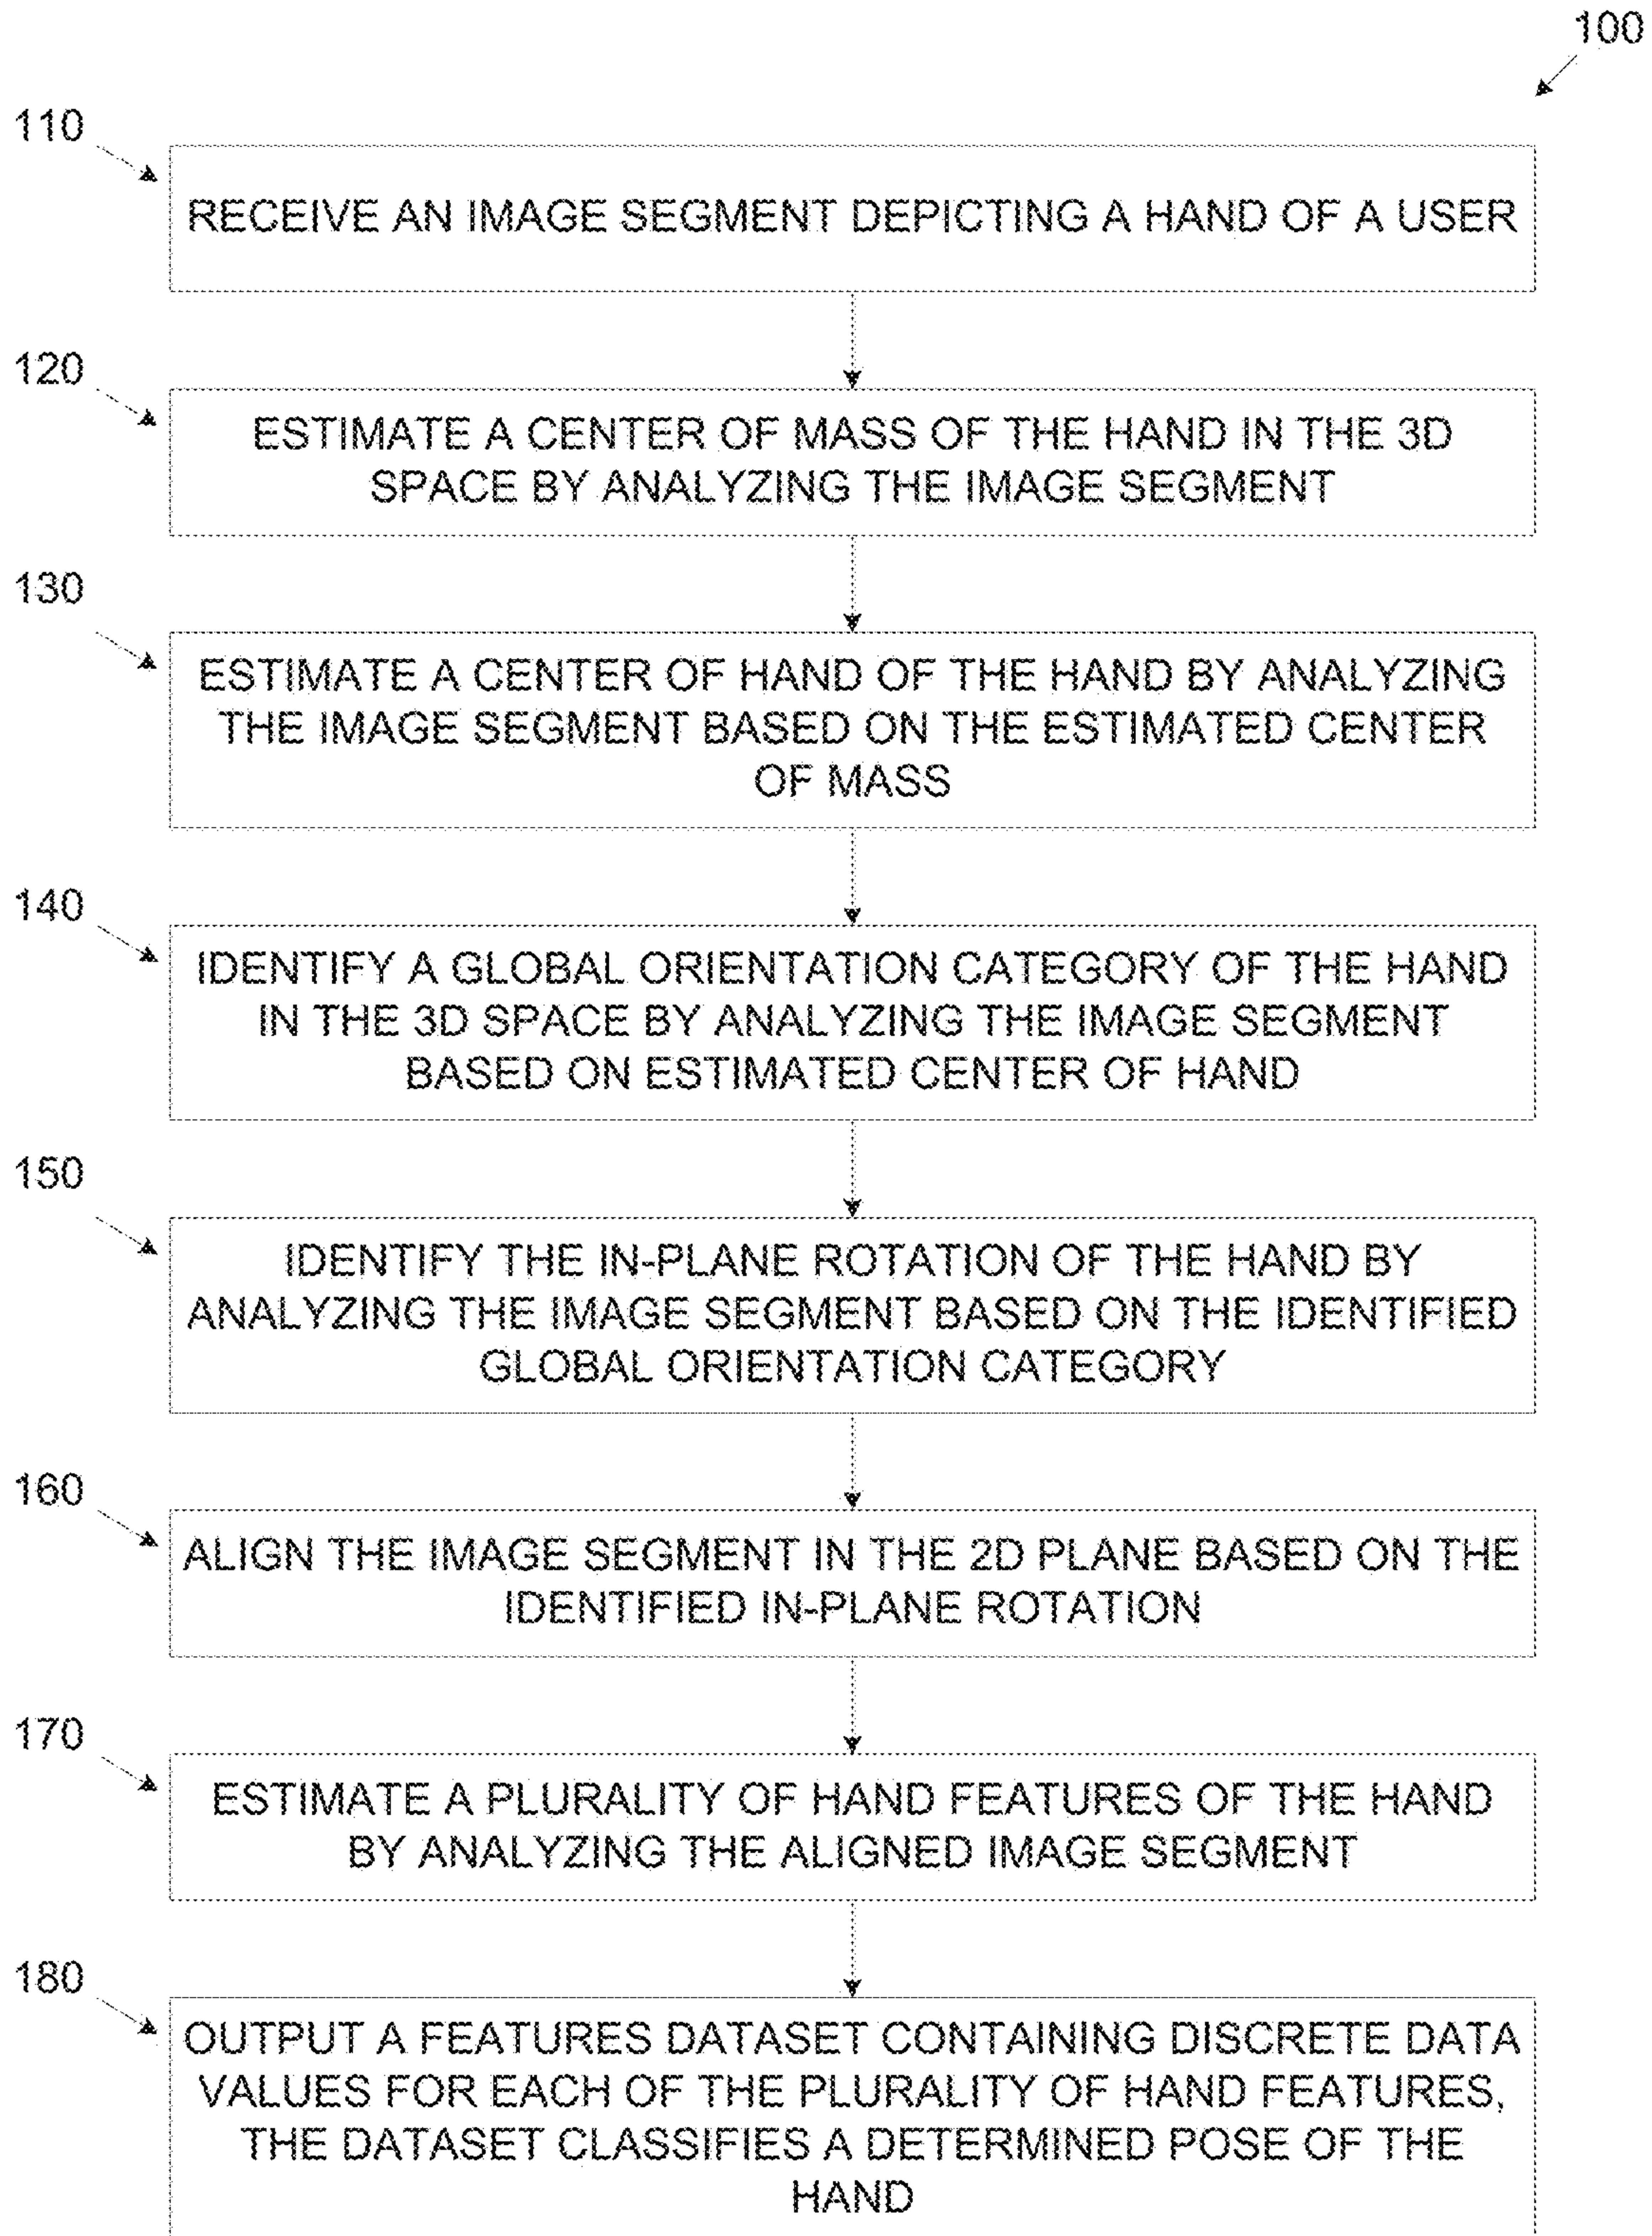 100
110
RECEIVE AN IMAGE SEGMENT DEPICTING A HAND OF A USER
120
ESTIMATE A CENTER OF MASS OF THE HAND IN THE 3D
SPACE BY ANALYZING THE IMAGE SEGMENT
130
ESTIMATE A CENTER OF HAND OF THE HAND BY ANALYZING
THE IMAGE SEGMENT BASED ON THE ESTIMATED CENTER
OF MASS
140
IDENTIFY A GLOBAL ORIENTATION CATEGORY OF THE HAND
IN THE 3D SPACE BY ANALYZING THE IMAGE SEGMENT
BASED ON ESTIMATED CENTER OF HAND
150
IDENTIFY THE IN-PLANE ROTATION OF THE HAND BY
ANALYZING THE IMAGE SEGMENT BASED ON THE IDENTIFIED
GLOBAL ORIENTATION CATEGORY
160
ALIGN THE IMAGE SEGMENT IN THE 2D PLANE BASED ON THE
IDENTIFIED IN-PLANE ROTATION
170
ESTIMATE A PLURALITY OF HAND FEATURES OF THE HAND
BY ANALYZING THE ALIGNED IMAGE SEGMENT
180
OUTPUT A FEATURES DATASET CONTAINING DISCRETE DATA
VALUES FOR EACH OF THE PLURALITY OF HAND FEATURES,
THE DATASET CLASSIFIES A DETERMINED POSE OF THE
HAND